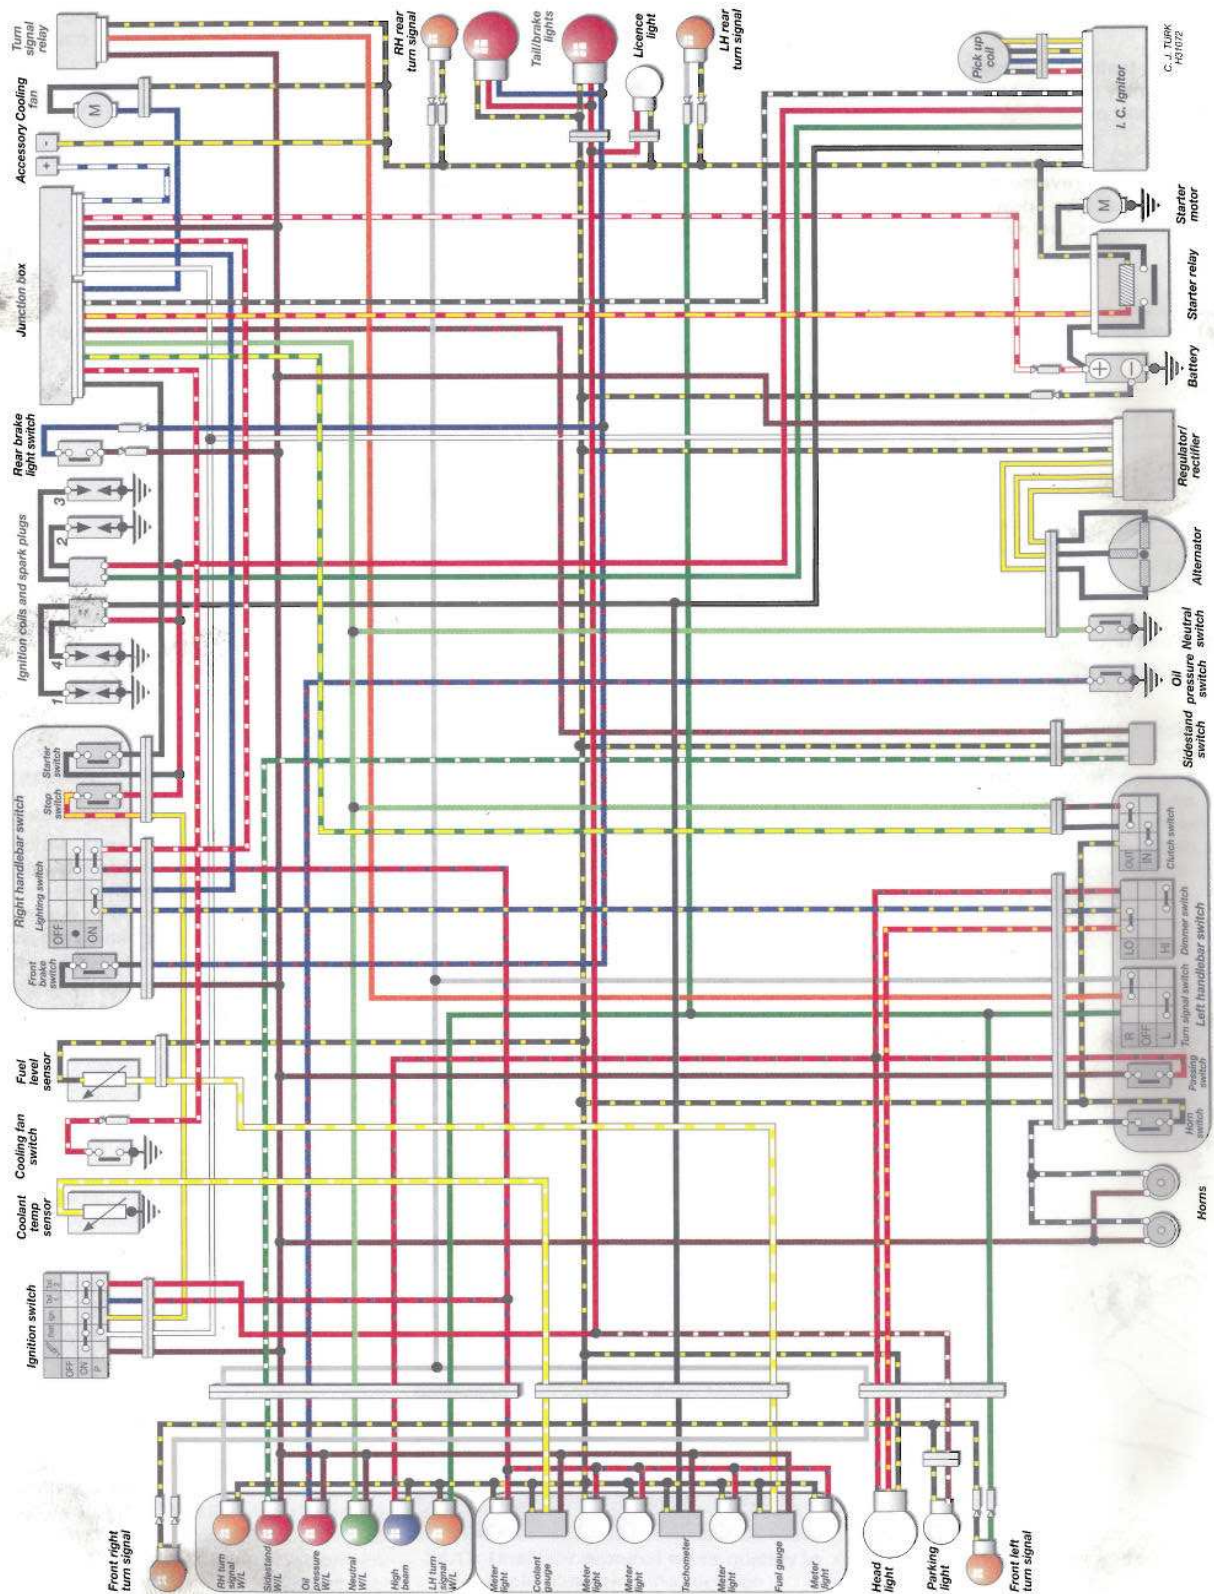 Turn
signal
relay
Accessory
Cooling
fan
-
+
M
Junction box
Rear brake
light switch
Ignition coils and spark plugs
3
2
4
1
Right handlebar switch
Starter
switch
Stop
switch
Lighting switch
OFF
ON
Front
brake
switch
Fuel
level
sensor
Cooling fan
switch
Coolant
temp
sensor
Ignition switch
OFF
ON
P
ign
RH rear
turn signal
Tail/brake
lights
Licence
light
LH rear
turn signal
Pick up
coil
I. C. Ignitor
C. J. TURK
H31072
M
Starter
motor
Starter relay
+
−
Battery
Regulator/
rectifier
Alternator
Neutral
switch
Oil
pressure
switch
Sidestand
switch
OUT
IN
Clutch switch
LO
HI
Dimmer switch
R
OFF
L
Turn signal switch
Left handlebar switch
Passing
switch
Horn
switch
Horns
Front right
turn signal
RH turn
signal
W/L
Sidestand
W/L
Oil
pressure
W/L
Neutral
W/L
High
beam
LH turn
signal
W/L
Meter
light
Coolant
gauge
Meter
light
Meter
light
Tachometer
Meter
light
Fuel gauge
Meter
light
Head
light
Parking
light
Front left
turn signal